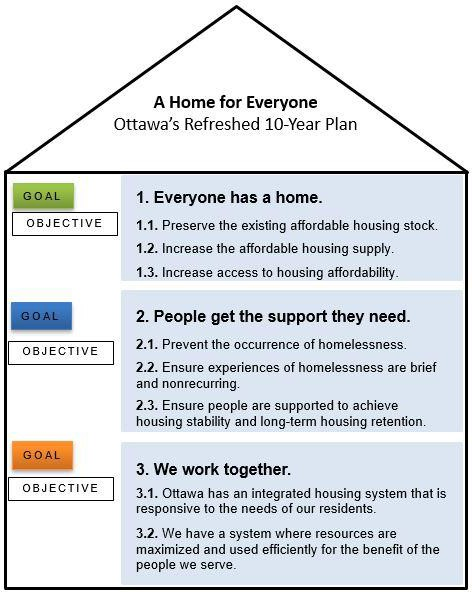 A Home for Everyone
Ottawa's Refreshed 10-Year Plan
GOAL
1. Everyone has a home.
OBJECTIVE
1.1. Preserve the existing affordable housing stock.
1.2. Increase the affordable housing supply.
1.3. Increase access to housing affordability.
GOAL
2. People get the support they need.
OBJECTIVE
2.1. Prevent the occurrence of homelessness.
2.2. Ensure experiences of homelessness are brief
and nonrecurring.
2.3. Ensure people are supported to achieve
housing stability and long-term housing retention.
GOAL
3. We work together.
OBJECTIVE
3.1. Ottawa has an integrated housing system that is
responsive to the needs of our residents.
3.2. We have a system where resources are
maximized and used efficiently for the benefit of the
people we serve.